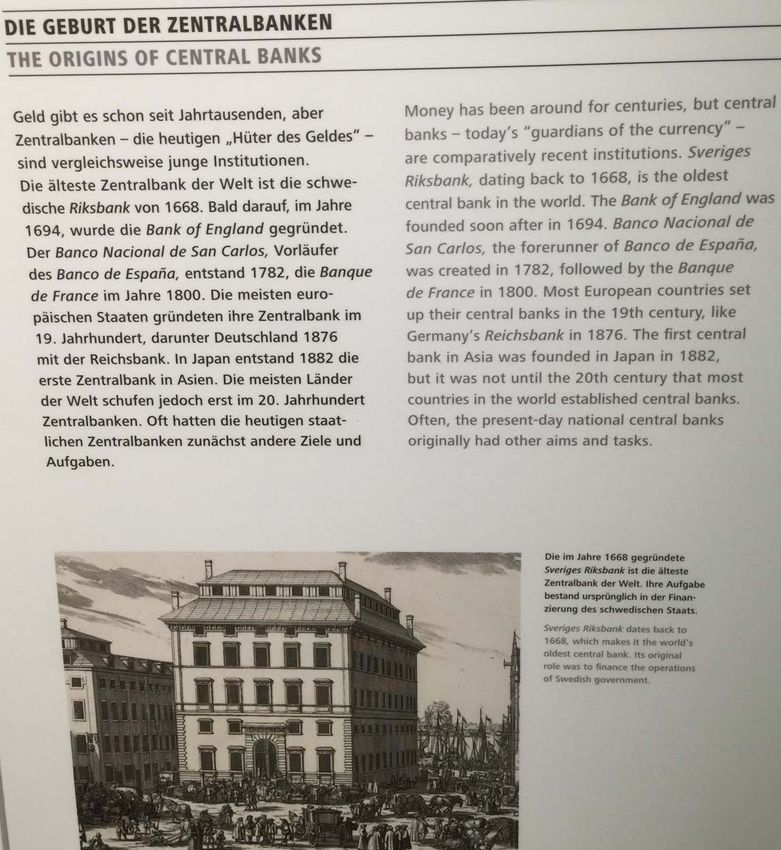 DIE GEBURT DER ZENTRALBANKEN
THE ORIGINS OF CENTRAL BANKS
Geld gibt es schon seit Jahrtausenden, aber
Zentralbanken – die heutigen „Hüter des Geldes“ –
sind vergleichsweise junge Institutionen.
Die älteste Zentralbank der Welt ist die schwe-
dische Riksbank von 1668. Bald darauf, im Jahre
1694, wurde die Bank of England gegründet.
Der Banco Nacional de San Carlos, Vorläufer
des Banco de España, entstand 1782, die Banque
de France im Jahre 1800. Die meisten euro-
päischen Staaten gründeten ihre Zentralbank im
19. Jahrhundert, darunter Deutschland 1876
mit der Reichsbank. In Japan entstand 1882 die
erste Zentralbank in Asien. Die meisten Länder
der Welt schufen jedoch erst im 20. Jahrhundert
Zentralbanken. Oft hatten die heutigen staat-
lichen Zentralbanken zunächst andere Ziele und
Aufgaben.
Money has been around for centuries, but central
banks – today's “guardians of the currency” –
are comparatively recent institutions. Sveriges
Riksbank, dating back to 1668, is the oldest
central bank in the world. The Bank of England was
founded soon after in 1694. Banco Nacional de
San Carlos, the forerunner of Banco de España,
was created in 1782, followed by the Banque
de France in 1800. Most European countries set
up their central banks in the 19th century, like
Germany's Reichsbank in 1876. The first central
bank in Asia was founded in Japan in 1882,
but it was not until the 20th century that most
countries in the world established central banks.
Often, the present-day national central banks
originally had other aims and tasks.
Die im Jahre 1668 gegründete
Sveriges Riksbank ist die älteste
Zentralbank der Welt. Ihre Aufgabe
bestand ursprünglich in der Finan-
zierung des schwedischen Staats.
Sveriges Riksbank dates back to
1668, which makes it the world's
oldest central bank. Its original
role was to finance the operations
of Swedish government.